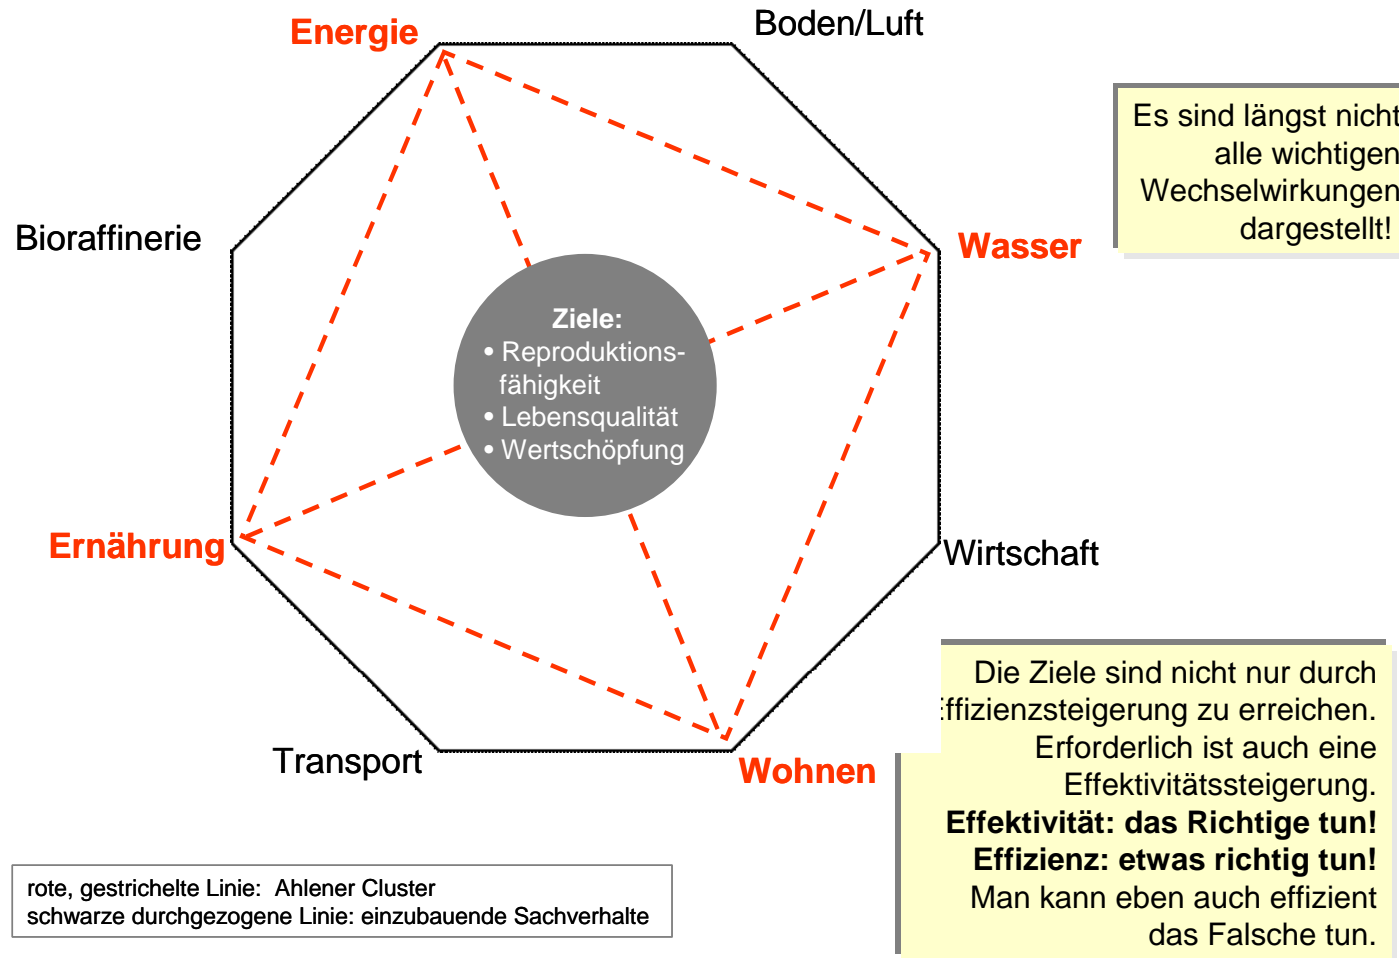 Energie
Boden/Luft
Es sind längst nicht
alle wichtigen
Wechselwirkungen
dargestellt!
Bioraffinerie
Wasser
Ziele:
• Reproduktions-
fähigkeit
• Lebensqualität
• Wertschöpfung
Ernährung
Wirtschaft
Die Ziele sind nicht nur durch
ffizienzsteigerung zu erreichen.
Erforderlich ist auch eine
Effektivitätssteigerung.
Effektivität: das Richtige tun!
Effizienz: etwas richtig tun!
Man kann eben auch effizient
das Falsche tun.
Transport
Wohnen
rote, gestrichelte Linie: Ahlener Cluster
schwarze durchgezogene Linie: einzubauende Sachverhalte